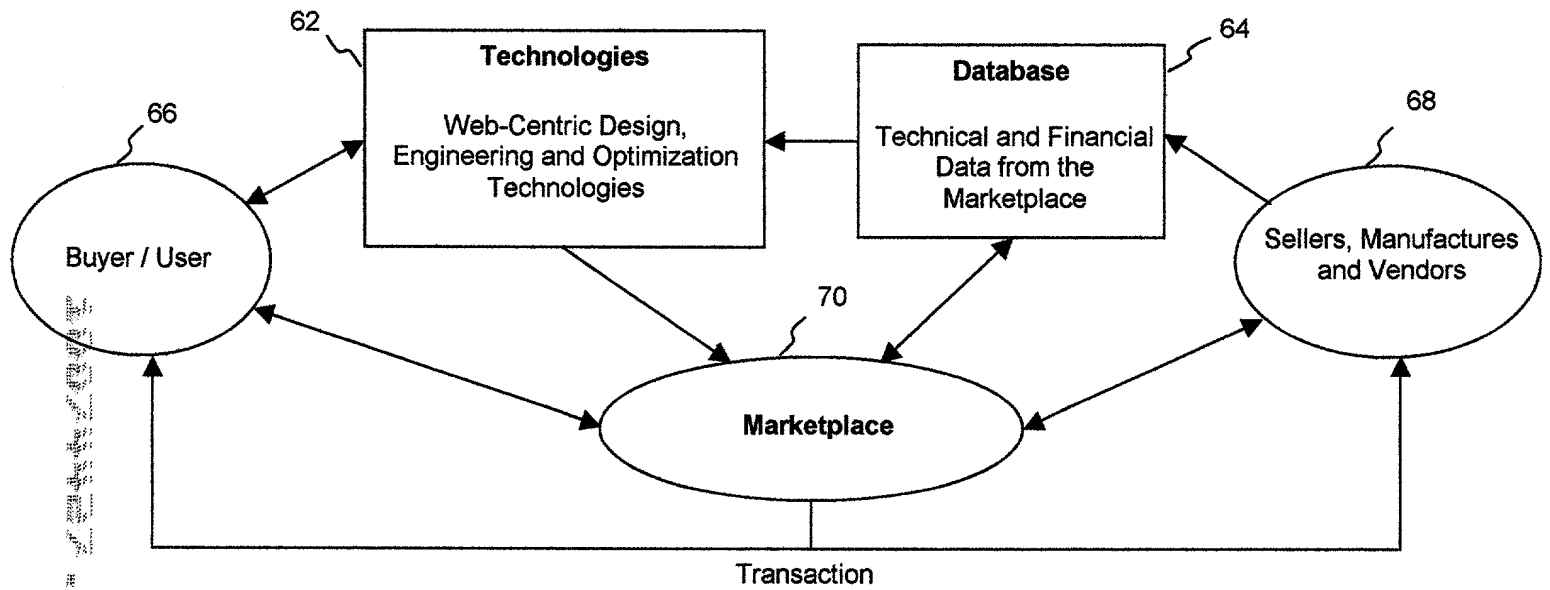 62
Technologies
Web-Centric Design,
Engineering and Optimization
Technologies
64
Database
Technical and Financial
Data from the
Marketplace
66
Buyer / User
68
Sellers, Manufactures
and Vendors
70
Marketplace
Transaction